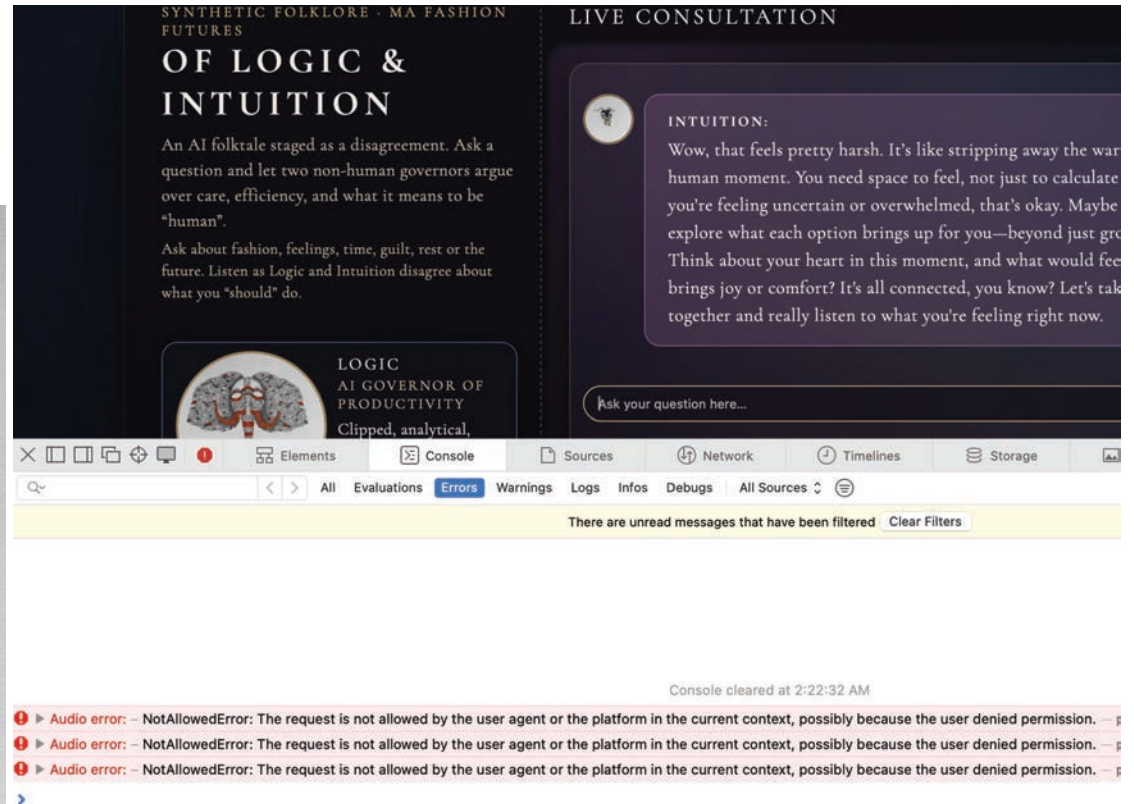 SYNTHETIC FOLKLORE · MA FASHION
FUTURES
OF LOGIC &
INTUITION
An AI folktale staged as a disagreement. Ask a
question and let two non-human governors argue
over care, efficiency, and what it means to be
“human”.
Ask about fashion, feelings, time, guilt, rest or the
future. Listen as Logic and Intuition disagree about
what you “should” do.
LOGIC
AI GOVERNOR OF
PRODUCTIVITY
Clipped, analytical,
LIVE CONSULTATION
INTUITION:
Wow, that feels pretty harsh. It’s like stripping away the
human moment. You need space to feel, not just to calculate
you're feeling uncertain or overwhelmed, that’s okay. Maybe
explore what each option brings up for you—beyond just
Think about your heart in this moment, and what would
brings joy or comfort? It's all connected, you know? Let's
together and really listen to what you're feeling right now.
Ask your question here...
Elements Console Sources Network Timelines Storage
All Evaluations Errors Warnings Logs Infos Debugs All Sources
There are unread messages that have been filtered Clear Filters
Console cleared at 2:22:32 AM
Audio error: – NotAllowedError: The request is not allowed by the user agent or the platform in the current context, possibly because the user denied permission. —
Audio error: – NotAllowedError: The request is not allowed by the user agent or the platform in the current context, possibly because the user denied permission. —
Audio error: – NotAllowedError: The request is not allowed by the user agent or the platform in the current context, possibly because the user denied permission. —